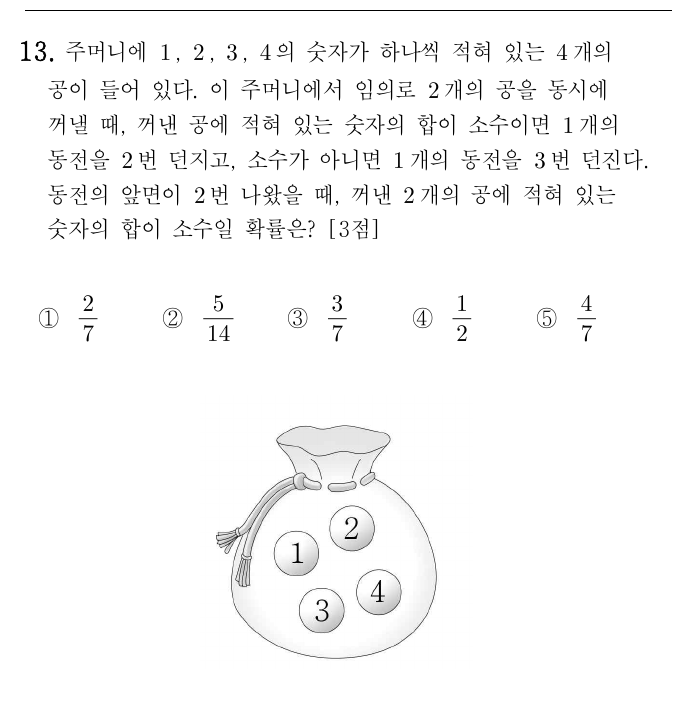 13. 주머니에 1, 2, 3, 4의 숫자가 하나씩 적혀 있는 4개의
공이 들어 있다. 이 주머니에서 임의로 2개의 공을 동시에
꺼낼 때, 꺼낸 공에 적혀 있는 숫자의 합이 소수이면 1개의
동전을 2번 던지고, 소수가 아니면 1개의 동전을 3번 던진다.
동전의 앞면이 2번 나왔을 때, 꺼낸 2개의 공에 적혀 있는
숫자의 합이 소수일 확률은? [3점]
① 2/7 ② 5/14 ③ 3/7 ④ 1/2 ⑤ 4/7
2
1
4
3